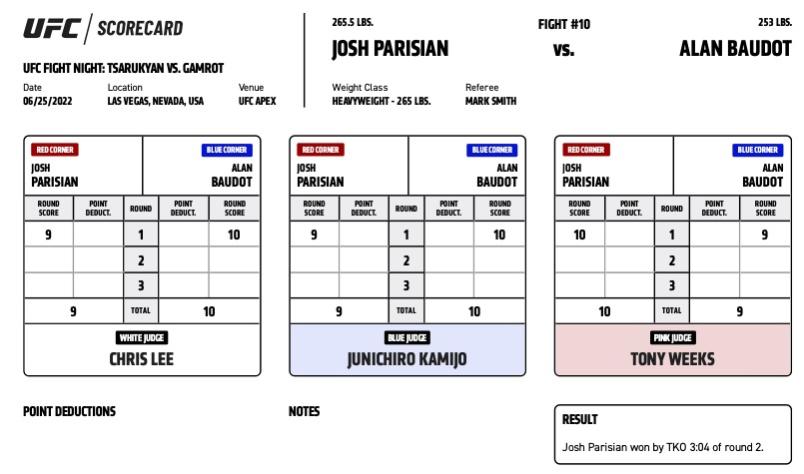 UFC / SCORECARD
UFC FIGHT NIGHT: TSARUKYAN VS. GAMROT
Date Location Venue
06/25/2022 LAS VEGAS, NEVADA, USA UFC APEX
265.5 LBS. FIGHT #10 253 LBS.
JOSH PARISIAN VS. ALAN BAUDOT
Weight Class Referee
HEAVYWEIGHT - 265 LBS. MARK SMITH
RED CORNER BLUE CORNER
JOSH ALAN
PARISIAN BAUDOT
ROUND SCORE POINT DEDUCT. ROUND POINT DEDUCT. ROUND SCORE
9 1 10
2
3
9 TOTAL 10
WHITE JUDGE
CHRIS LEE
RED CORNER BLUE CORNER
JOSH ALAN
PARISIAN BAUDOT
ROUND SCORE POINT DEDUCT. ROUND POINT DEDUCT. ROUND SCORE
9 1 10
2
3
9 TOTAL 10
BLUE JUDGE
JUNICHIRO KAMIJO
RED CORNER BLUE CORNER
JOSH ALAN
PARISIAN BAUDOT
ROUND SCORE POINT DEDUCT. ROUND POINT DEDUCT. ROUND SCORE
10 1 9
2
3
10 TOTAL 9
PINK JUDGE
TONY WEEKS
POINT DEDUCTIONS
NOTES
RESULT
Josh Parisian won by TKO 3:04 of round 2.